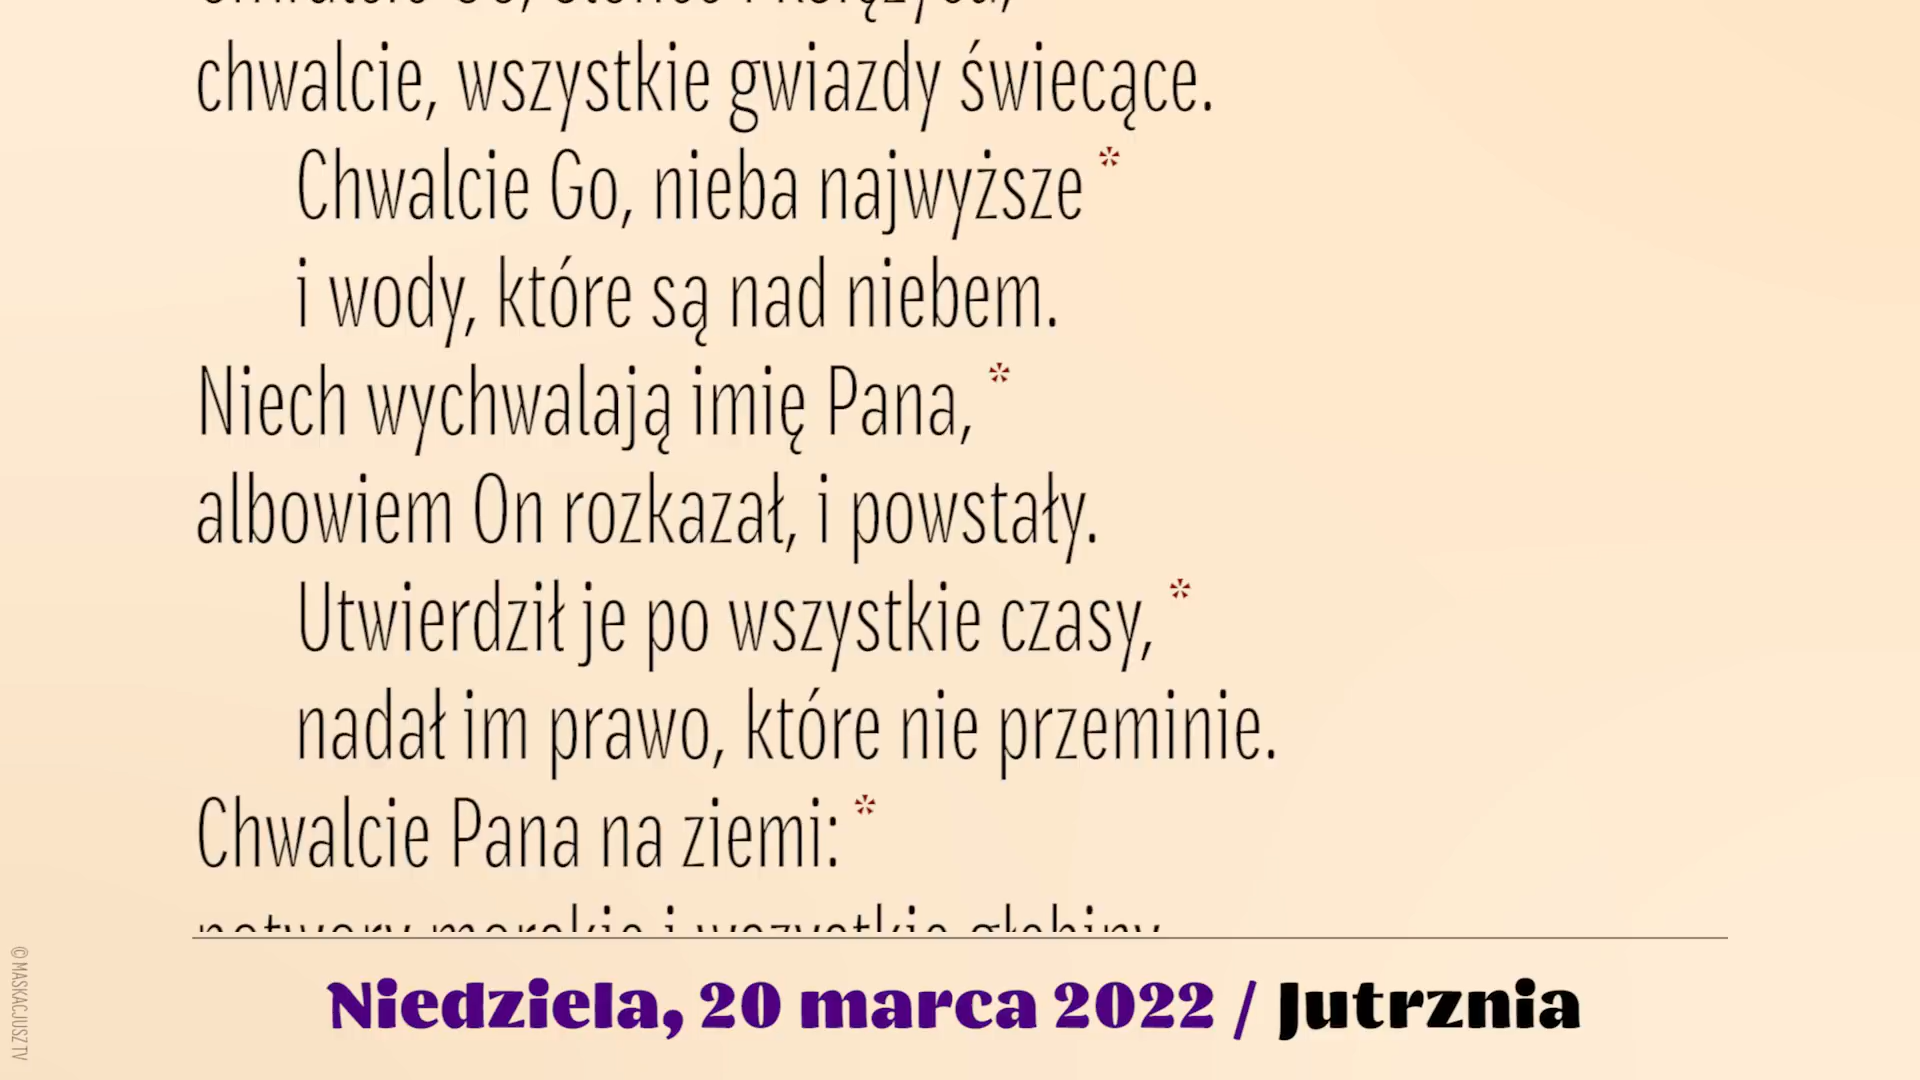 chwalcie, wszystkie gwiazdy świecące.
Chwalcie Go, nieba najwyższe *
i wody, które są nad niebem.
Niech wychwalają imię Pana, *
albowiem On rozkazał, i powstały.
Utwierdził je po wszystkie czasy, *
nadał im prawo, które nie przeminie.
Chwalcie Pana na ziemi: *
Niedziela, 20 marca 2022 / Jutrznia
© MASKACJUSZ TV